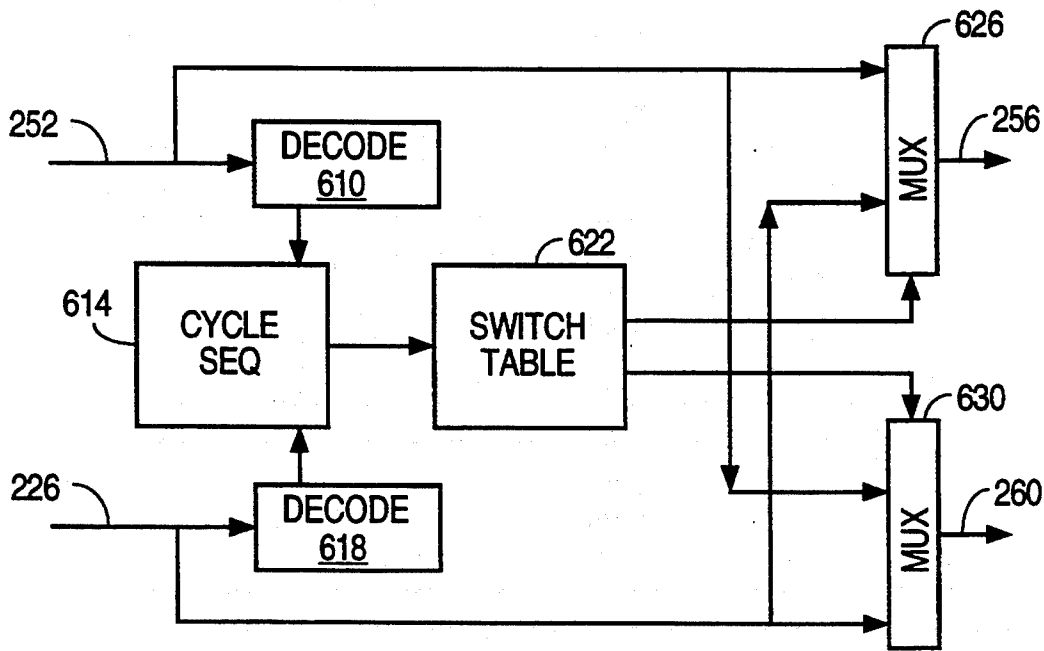 626
252
DECODE
610
MUX
256
622
614
CYCLE
SEQ
SWITCH
TABLE
630
226
DECODE
618
MUX
260